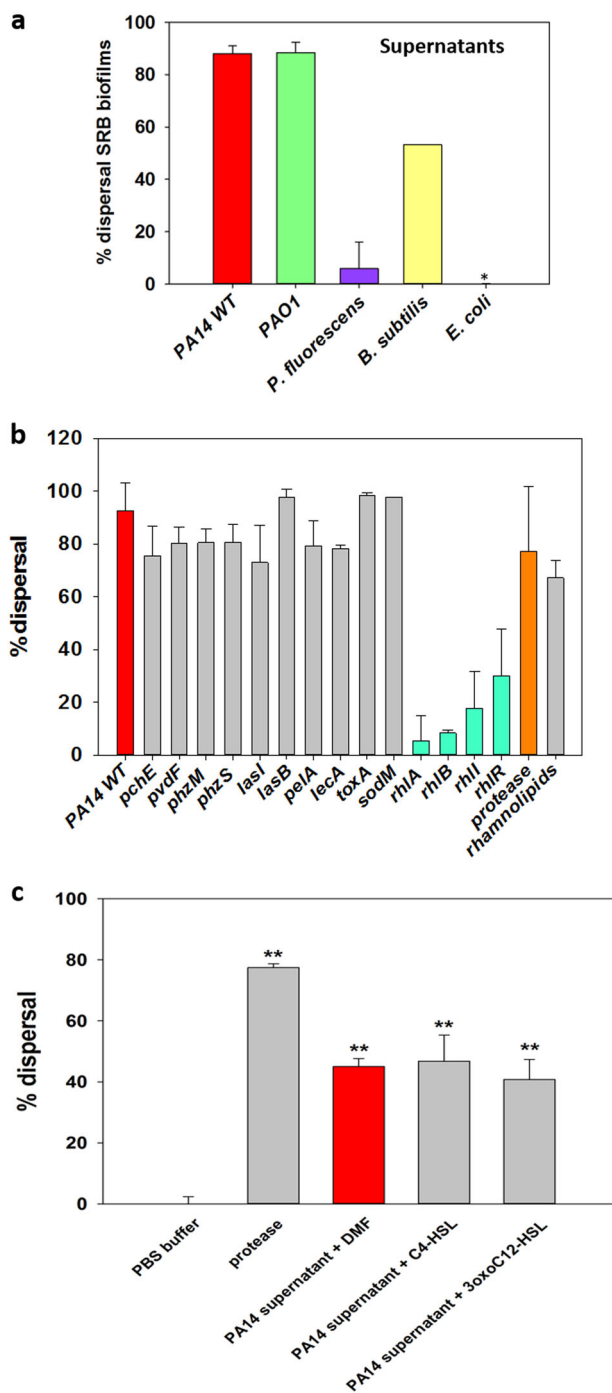 a
Supernatants
% dispersal SRB biofilms
100
80
60
40
20
0
*
PA14 WT
PAO1
P. fluorescens
B. subtilis
E. coli
b
%dispersal
120
100
80
60
40
20
0
PA14 WT
pchE
pvdF
phzM
phzS
lasI
lasB
pelA
lecA
toxA
sodM
rhlA
rhlB
rhlI
rhlR
protease
rhamnolipids
c
% dispersal
100
80
60
40
20
0
**
**
**
**
PBS buffer
protease
PA14 supernatant + DMF
PA14 supernatant + C4-HSL
PA14 supernatant + 3oxoC12-HSL